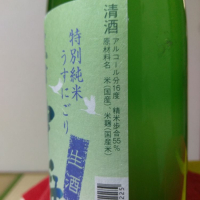 清酒
アルコール分16度 精米歩合55%
原材料名 米(国産)、米麹(国産米)
特別純米
うすにごり
生酒